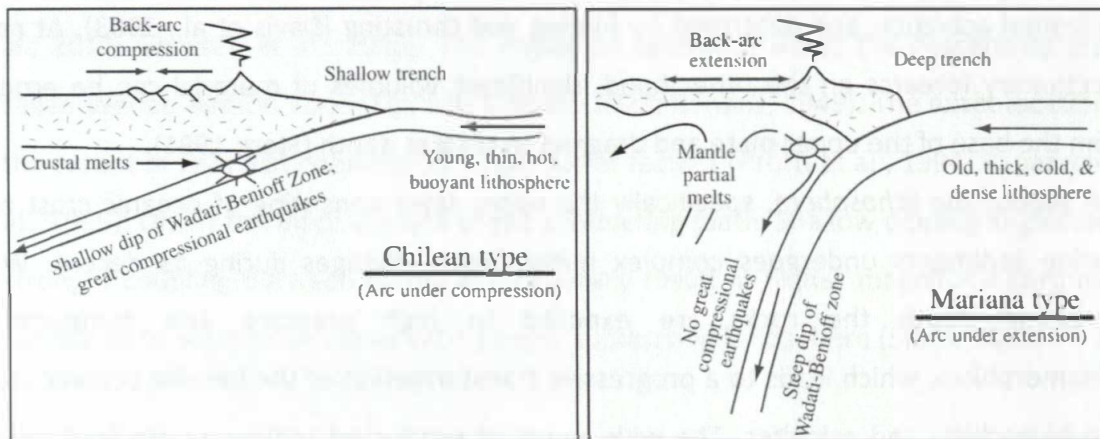 Back-arc
compression
Shallow trench
Crustal melts
Young, thin, hot,
buoyant lithosphere
Shallow dip of Wadati-Benioff Zone,
great compressional earthquakes
Chilean type
(Arc under compression)
Back-arc
extension
Deep trench
Mantle
partial
melts
Old, thick, cold, &
dense lithosphere
No great
compressional
earthquakes
Steep dip of
Wadati-Benioff zone
Mariana type
(Arc under extension)